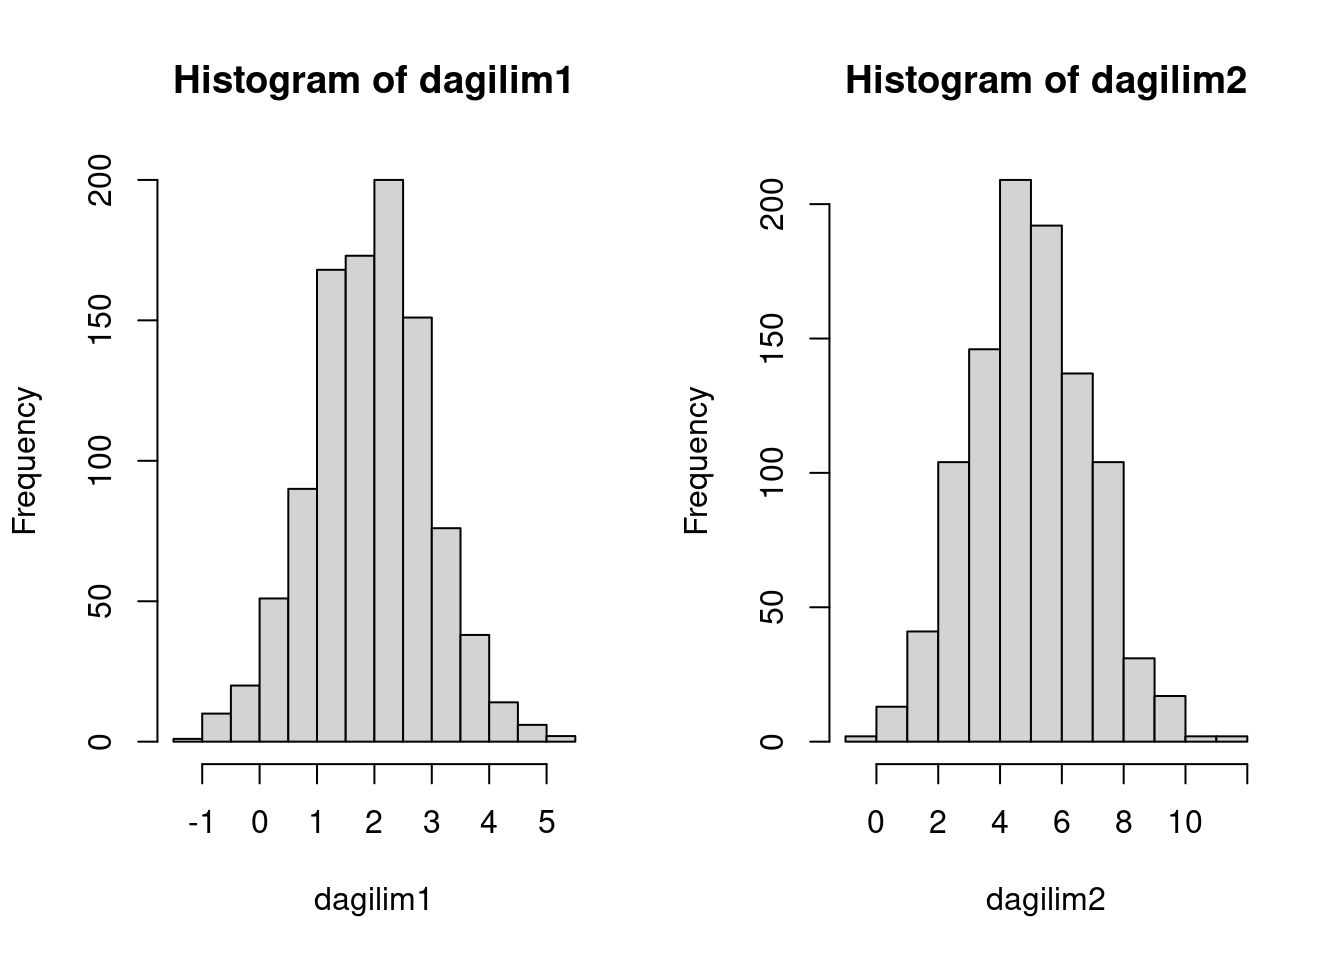 Histogram of dagilim1
Frequency
200
150
100
50
0
-1 0 1 2 3 4 5
dagilim1
Histogram of dagilim2
Frequency
200
150
100
50
0
0 2 4 6 8 10
dagilim2